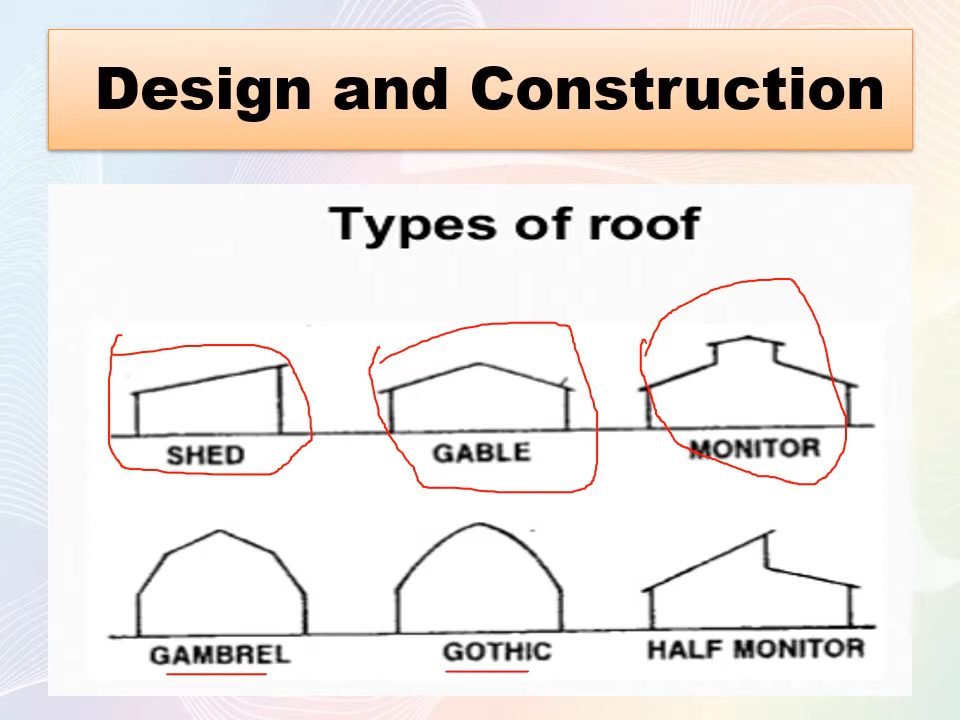 Design and Construction
Types of roof
SHED
GABLE
MONITOR
GAMBREL
GOTHIC
HALF MONITOR